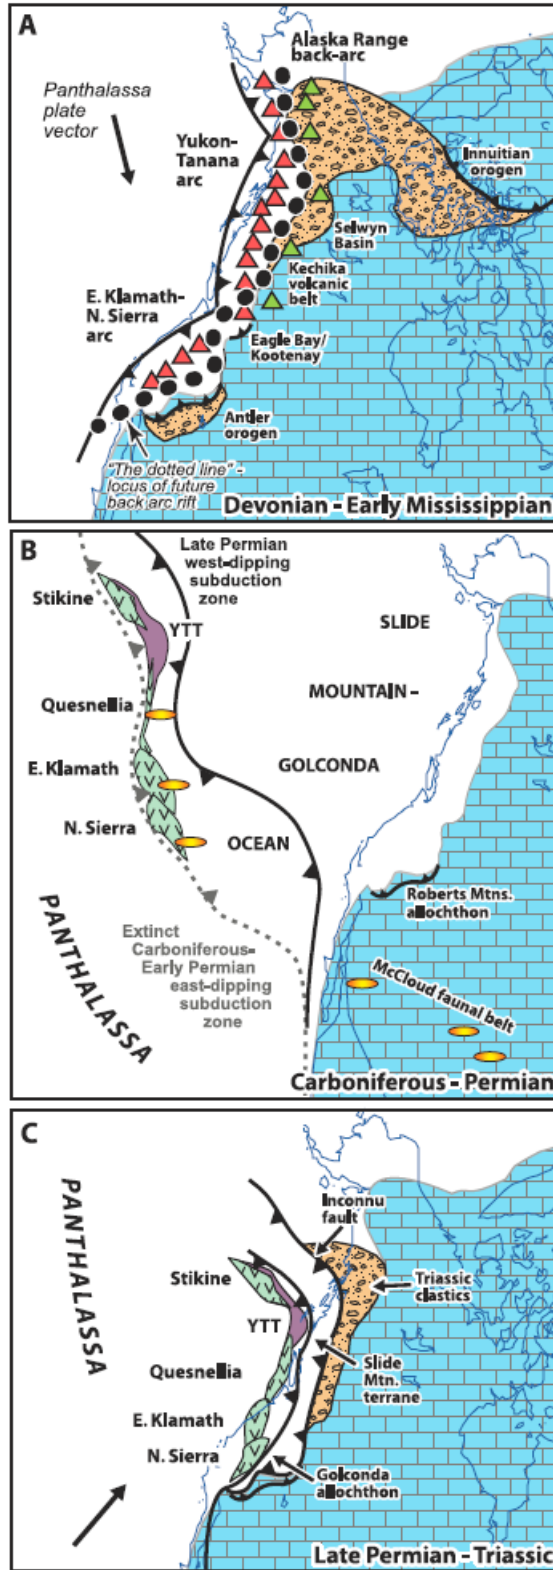 A
Alaska Range
back-arc
Panthalassa
plate
vector
Yukon-
Tanana
arc
Innuitian
orogen
Selwyn
Basin
Kechika
volcanic
belt
E. Klamath-
N. Sierra
arc
Eagle Bay/
Kootenay
Antler
orogen
"The dotted line" -
locus of future
back arc rift
Devonian - Early Mississippian
B
Late Permian
west-dipping
subduction
zone
Stikine
YTT
SLIDE
MOUNTAIN -
Quesnellia
GOLCONDA
E. Klamath
N. Sierra
OCEAN
Roberts Mtns.
allochthon
PANTHALASSA
Extinct
Carboniferous-
Early Permian
east-dipping
subduction
zone
McCloud faunal belt
Carboniferous - Permian
C
PANTHALASSA
Inconnu
fault
Stikine
Triassic
clastics
YTT
Quesnellia
Slide
Mtn.
terrane
E. Klamath
N. Sierra
Golconda
allochthon
Late Permian - Triassic